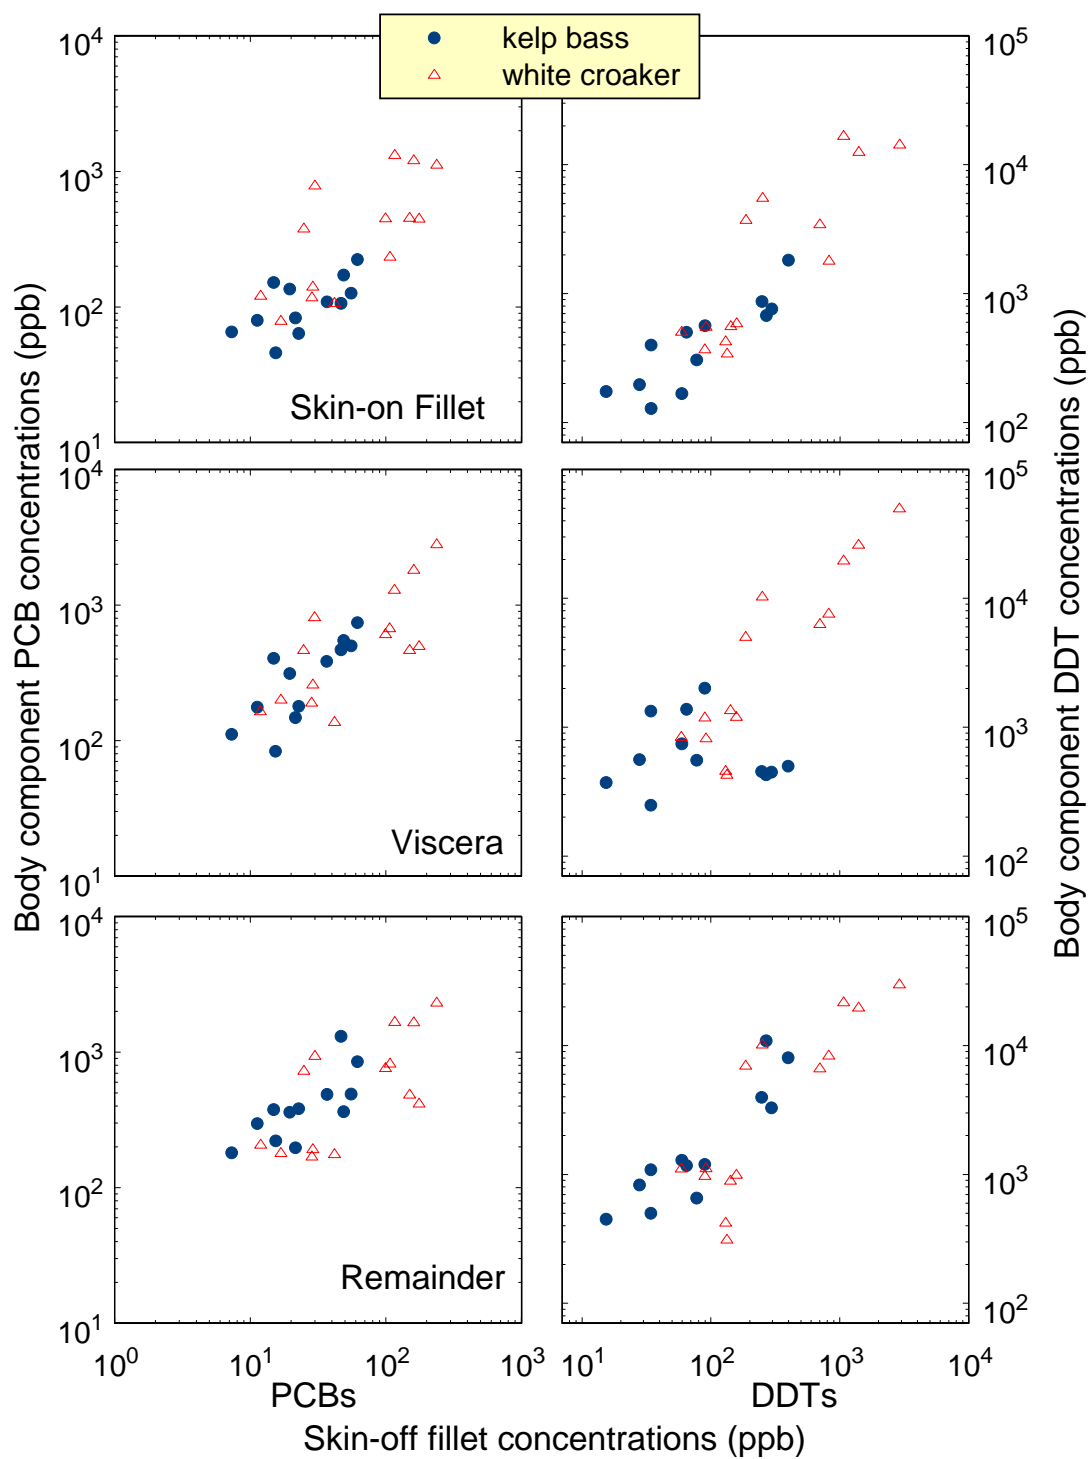 kelp bass
white croaker
10^4
10^3
10^2
10^1
Skin-on Fillet
10^5
10^4
10^3
10^2
10^4
10^3
10^2
10^1
Viscera
10^5
10^4
10^3
10^2
10^4
10^3
10^2
10^1
Remainder
10^5
10^4
10^3
10^2
Body component PCB concentrations (ppb)
Body component DDT concentrations (ppb)
10^0 10^1 10^2 10^3
10^1 10^2 10^3 10^4
PCBs
DDTs
Skin-off fillet concentrations (ppb)